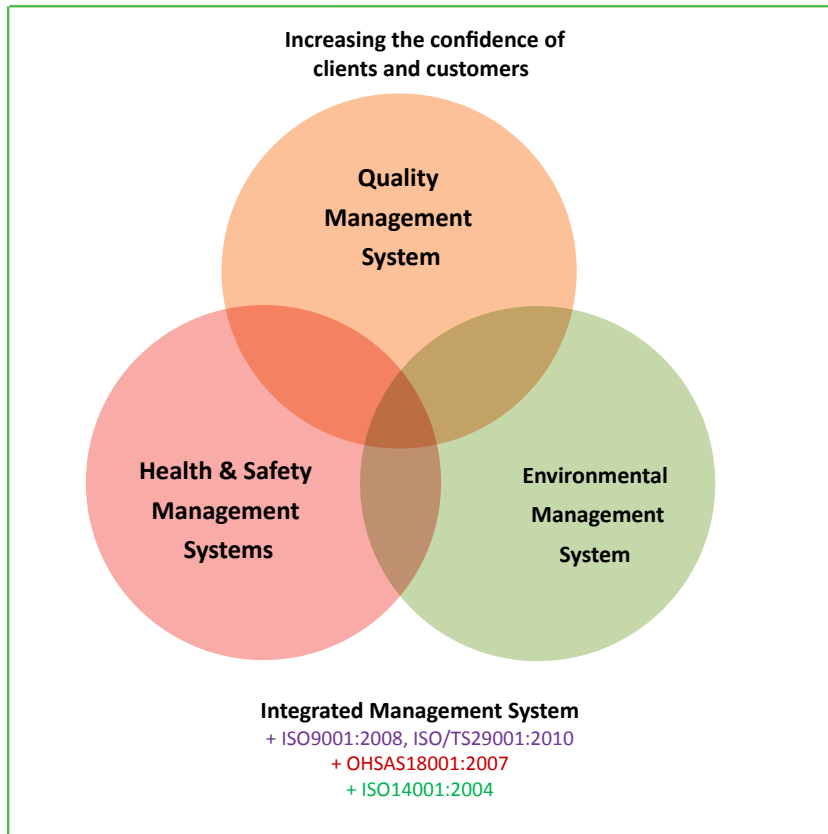 Increasing the confidence of
clients and customers
Quality
Management
System
Health & Safety
Management
Systems
Environmental
Management
System
Integrated Management System
+ ISO9001:2008, ISO/TS29001:2010
+ OHSAS18001:2007
+ ISO14001:2004